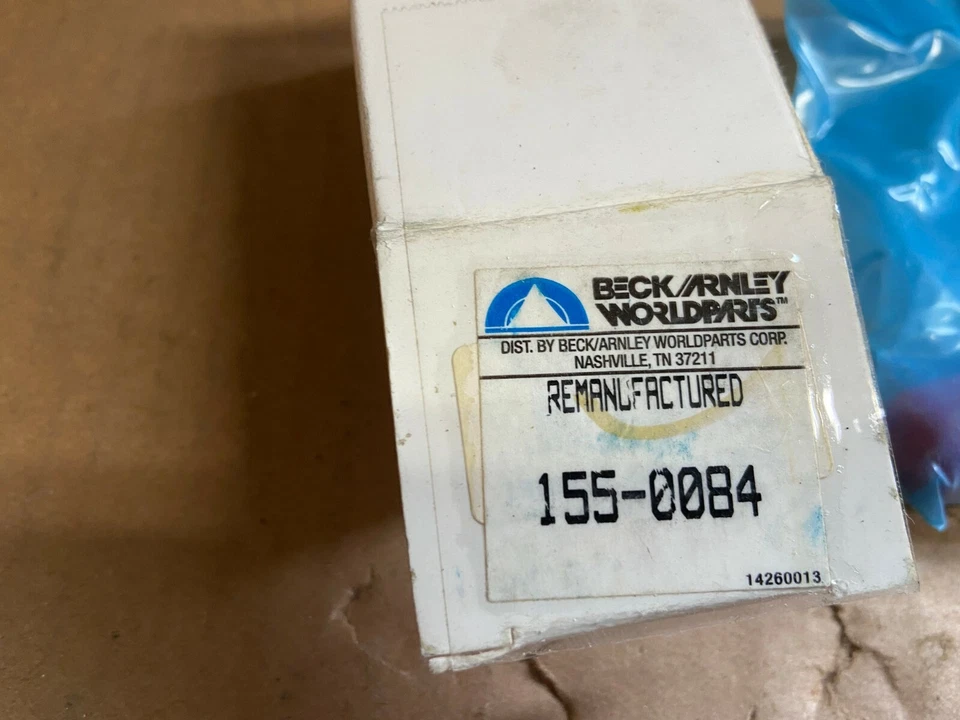 BECK/ARNLEY
WORLDPARTS™
DIST. BY BECK/ARNLEY WORLDPARTS CORP.
NASHVILLE, TN 37211
REMANUFACTURED
155-0084
14260013